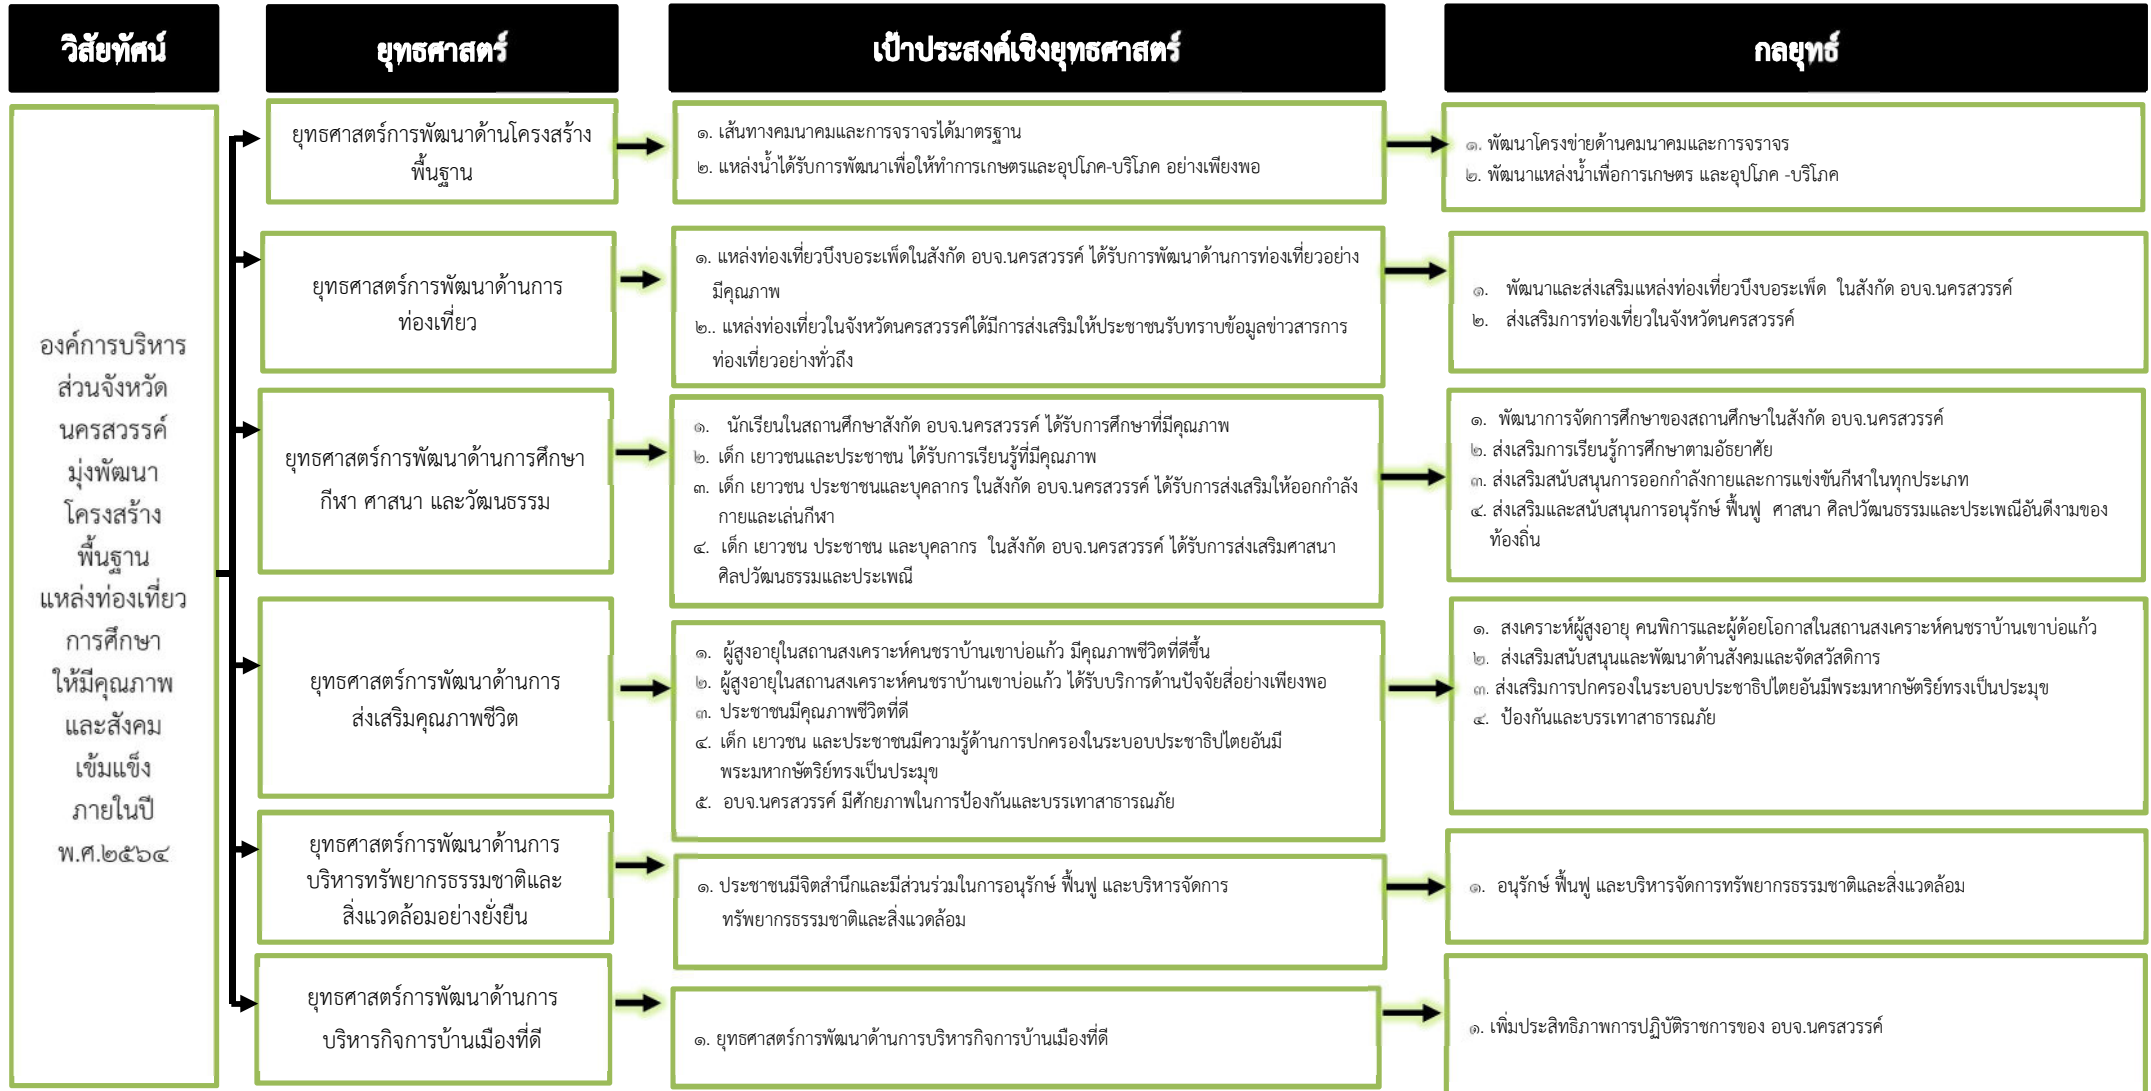 วิสัยทัศน์
ยุทธศาสตร์
เป้าประสงค์เชิงยุทธศาสตร์
กลยุทธ์
องค์การบริหาร
ส่วนจังหวัด
นครสวรรค์
มุ่งพัฒนา
โครงสร้าง
พื้นฐาน
แหล่งท่องเที่ยว
การศึกษา
ให้มีคุณภาพ
และสังคม
เข้มแข็ง
ภายในปี
พ.ศ.๒๕๖๔
ยุทธศาสตร์การพัฒนาด้านโครงสร้าง
พื้นฐาน
๑. เส้นทางคมนาคมและการจราจรได้มาตรฐาน
๒. แหล่งน้ำได้รับการพัฒนาเพื่อให้ทำการเกษตรและอุปโภค-บริโภค อย่างเพียงพอ
๑. พัฒนาโครงข่ายด้านคมนาคมและการจราจร
๒. พัฒนาแหล่งน้ำเพื่อการเกษตร และอุปโภค -บริโภค
ยุทธศาสตร์การพัฒนาด้านการ
ท่องเที่ยว
๑. แหล่งท่องเที่ยวบึงบอระเพ็ดในสังกัด อบจ.นครสวรรค์ ได้รับการพัฒนาด้านการท่องเที่ยวอย่าง
มีคุณภาพ
๒.. แหล่งท่องเที่ยวในจังหวัดนครสวรรค์ได้มีการส่งเสริมให้ประชาชนรับทราบข้อมูลข่าวสารการ
ท่องเที่ยวอย่างทั่วถึง
๑. พัฒนาและส่งเสริมแหล่งท่องเที่ยวบึงบอระเพ็ด ในสังกัด อบจ.นครสวรรค์
๒. ส่งเสริมการท่องเที่ยวในจังหวัดนครสวรรค์
ยุทธศาสตร์การพัฒนาด้านการศึกษา
กีฬา ศาสนา และวัฒนธรรม
๑. นักเรียนในสถานศึกษาสังกัด อบจ.นครสวรรค์ ได้รับการศึกษาที่มีคุณภาพ
๒. เด็ก เยาวชนและประชาชน ได้รับการเรียนรู้ที่มีคุณภาพ
๓. เด็ก เยาวชน ประชาชนและบุคลากร ในสังกัด อบจ.นครสวรรค์ ได้รับการส่งเสริมให้ออกกำลัง
กายและเล่นกีฬา
๔. เด็ก เยาวชน ประชาชน และบุคลากร ในสังกัด อบจ.นครสวรรค์ ได้รับการส่งเสริมศาสนา
ศิลปวัฒนธรรมและประเพณี
๑. พัฒนาการจัดการศึกษาของสถานศึกษาในสังกัด อบจ.นครสวรรค์
๒. ส่งเสริมการเรียนรู้การศึกษาตามอัธยาศัย
๓. ส่งเสริมสนับสนุนการออกกำลังกายและการแข่งขันกีฬาในทุกประเภท
๔. ส่งเสริมและสนับสนุนการอนุรักษ์ ฟื้นฟู ศาสนา ศิลปวัฒนธรรมและประเพณีอันดีงามของ
ท้องถิ่น
ยุทธศาสตร์การพัฒนาด้านการ
ส่งเสริมคุณภาพชีวิต
๑. ผู้สูงอายุในสถานสงเคราะห์คนชราบ้านเขาบ่อแก้ว มีคุณภาพชีวิตที่ดีขึ้น
๒. ผู้สูงอายุในสถานสงเคราะห์คนชราบ้านเขาบ่อแก้ว ได้รับบริการด้านปัจจัยสี่อย่างเพียงพอ
๓. ประชาชนมีคุณภาพชีวิตที่ดี
๔. เด็ก เยาวชน และประชาชนมีความรู้ด้านการปกครองในระบอบประชาธิปไตยอันมี
พระมหากษัตริย์ทรงเป็นประมุข
๕. อบจ.นครสวรรค์ มีศักยภาพในการป้องกันและบรรเทาสาธารณภัย
๑. สงเคราะห์ผู้สูงอายุ คนพิการและผู้ด้อยโอกาสในสถานสงเคราะห์คนชราบ้านเขาบ่อแก้ว
๒. ส่งเสริมสนับสนุนและพัฒนาด้านสังคมและจัดสวัสดิการ
๓. ส่งเสริมการปกครองในระบอบประชาธิปไตยอันมีพระมหากษัตริย์ทรงเป็นประมุข
๔. ป้องกันและบรรเทาสาธารณภัย
ยุทธศาสตร์การพัฒนาด้านการ
บริหารทรัพยากรธรรมชาติและ
สิ่งแวดล้อมอย่างยั่งยืน
๑. ประชาชนมีจิตสำนึกและมีส่วนร่วมในการอนุรักษ์ ฟื้นฟู และบริหารจัดการ
ทรัพยากรธรรมชาติและสิ่งแวดล้อม
๑. อนุรักษ์ ฟื้นฟู และบริหารจัดการทรัพยากรธรรมชาติและสิ่งแวดล้อม
ยุทธศาสตร์การพัฒนาด้านการ
บริหารกิจการบ้านเมืองที่ดี
๑. ยุทธศาสตร์การพัฒนาด้านการบริหารกิจการบ้านเมืองที่ดี
๑. เพิ่มประสิทธิภาพการปฏิบัติราชการของ อบจ.นครสวรรค์